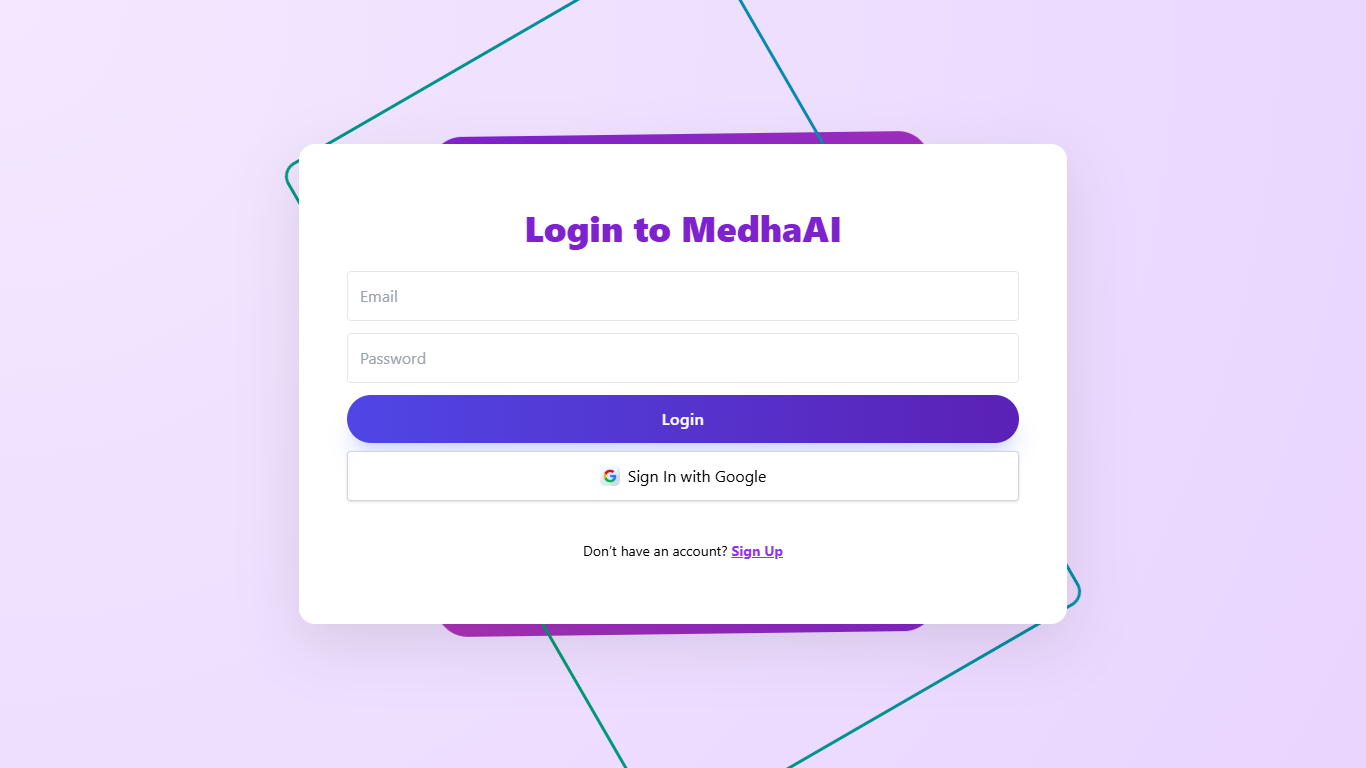 Login to MedhaAI
Email
Password
Login
Sign In with Google
Don’t have an account? Sign Up